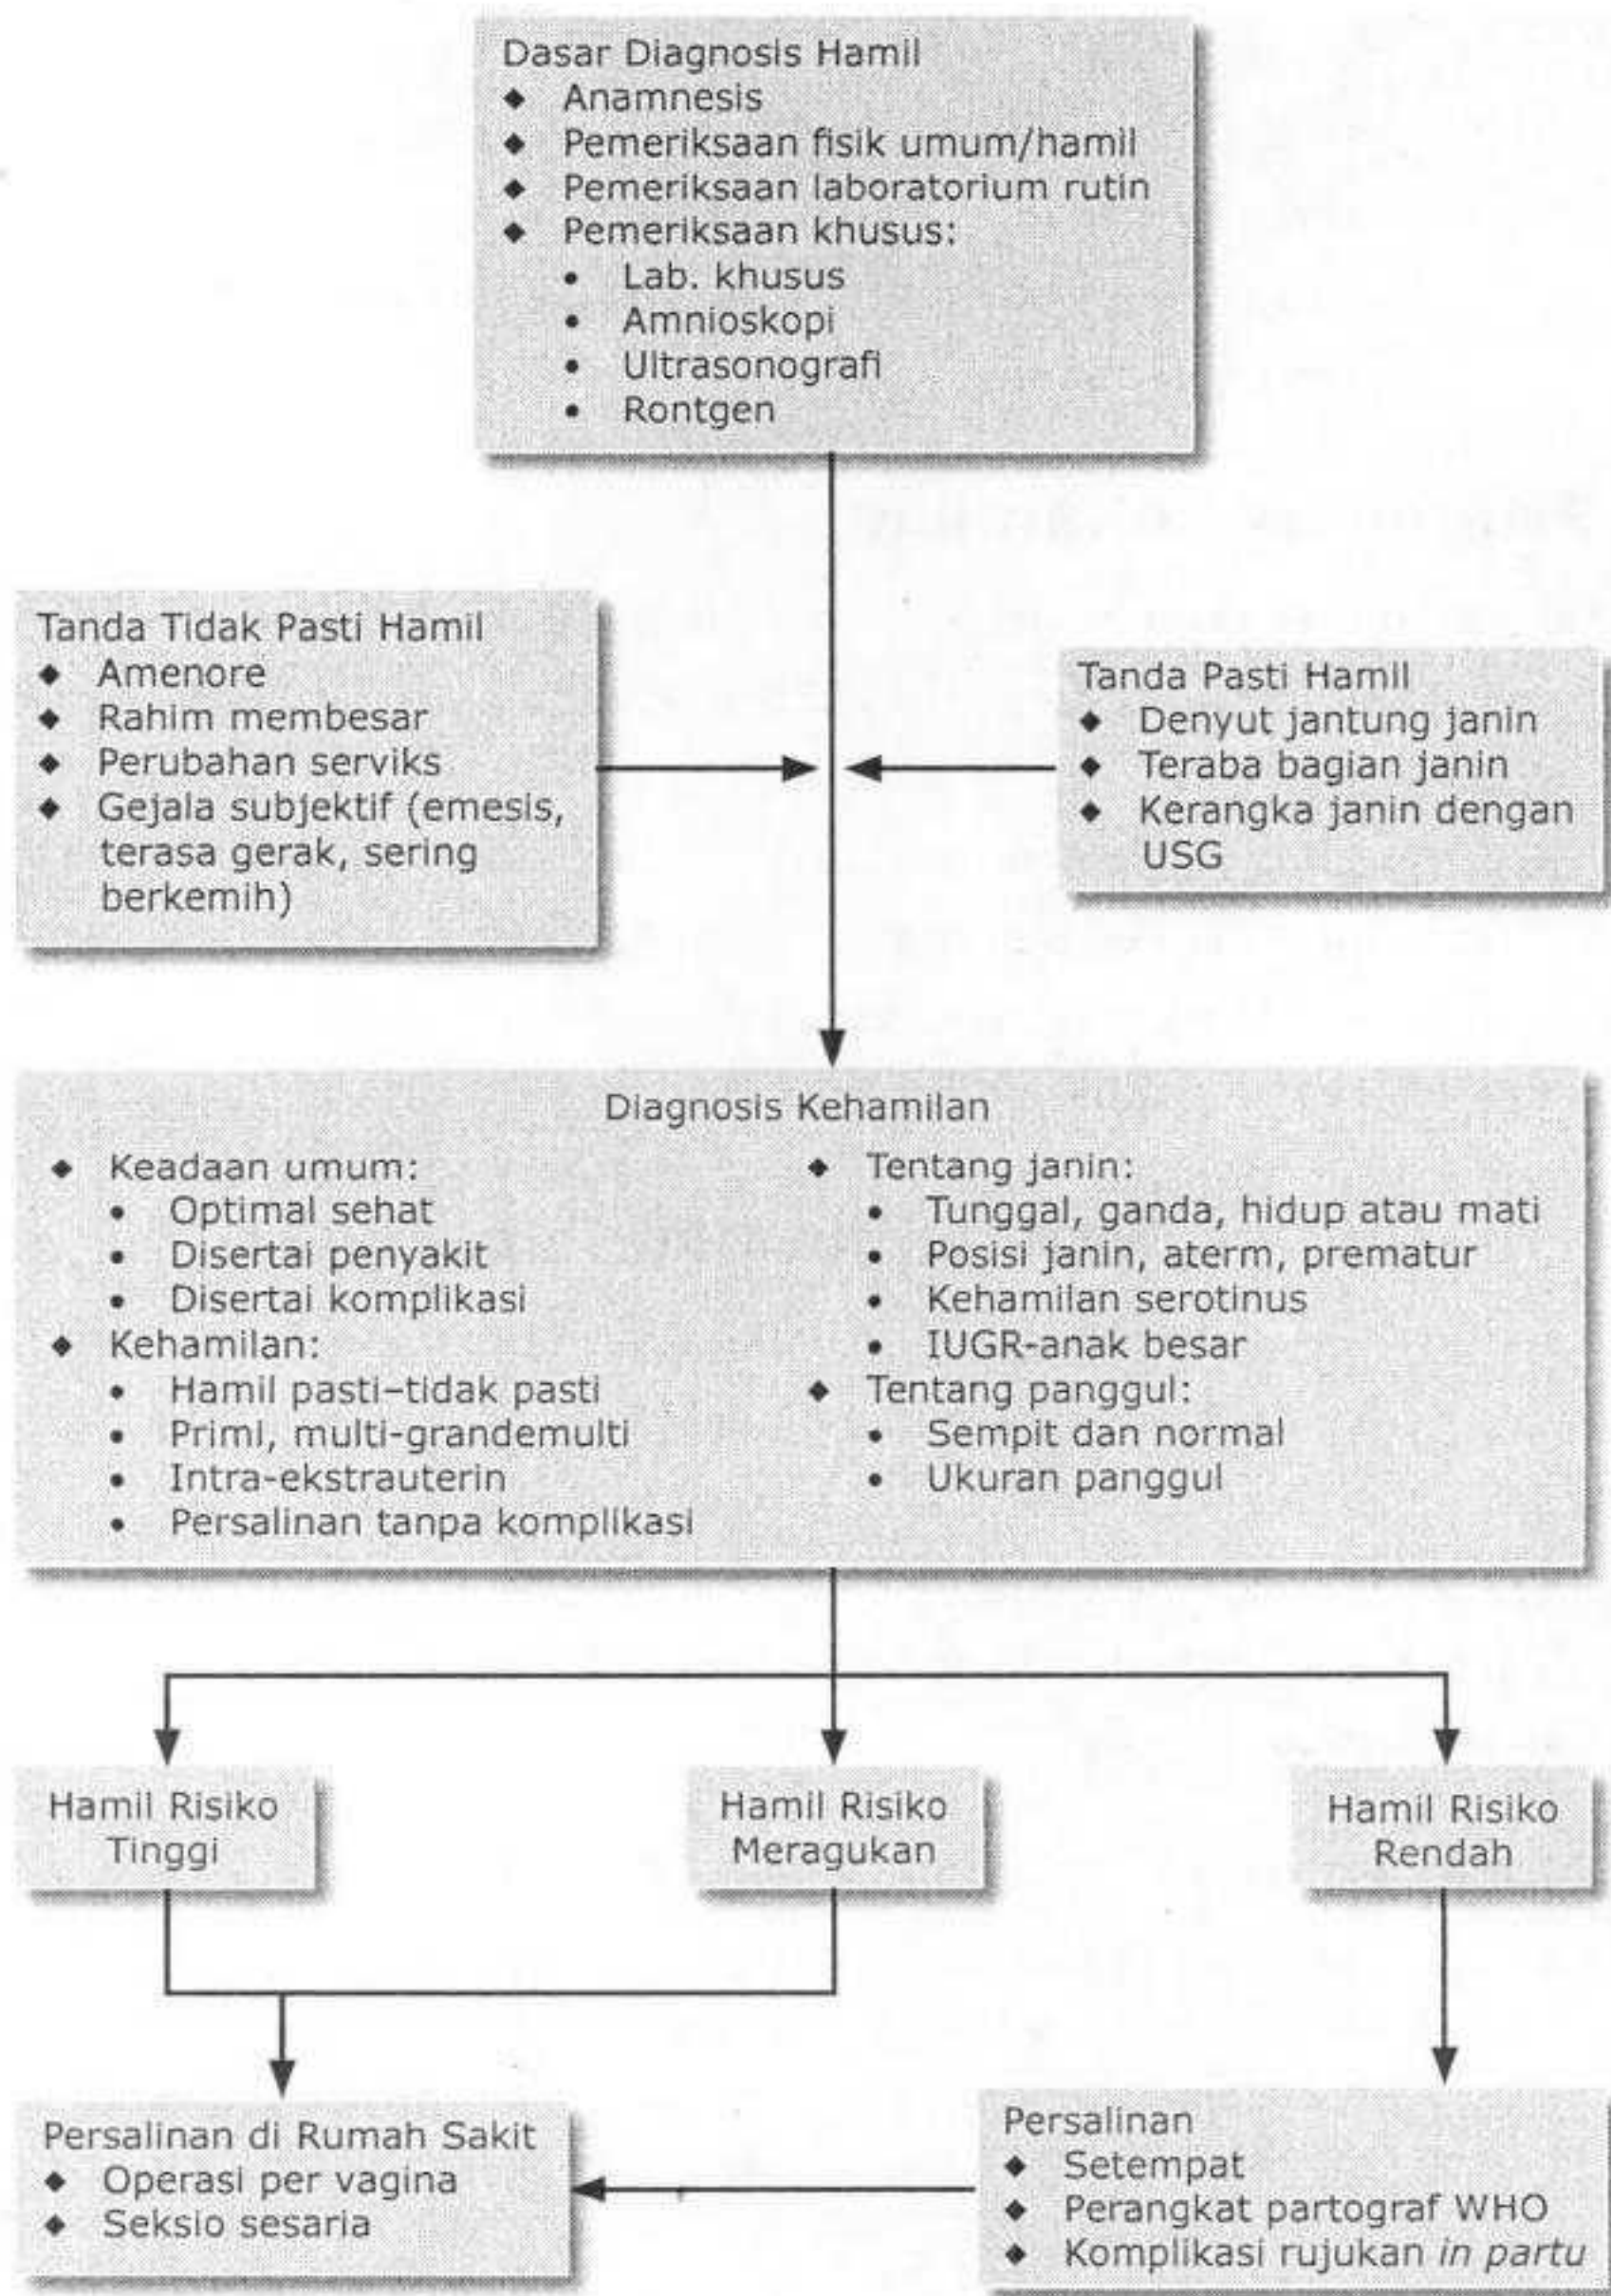 Dasar Diagnosis Hamil
◆ Anamnesis
◆ Pemeriksaan fisik umum/hamil
◆ Pemeriksaan laboratorium rutin
◆ Pemeriksaan khusus:
• Lab. khusus
• Amnioskopi
• Ultrasonografi
• Rontgen
Tanda Tidak Pasti Hamil
◆ Amenore
◆ Rahim membesar
◆ Perubahan serviks
◆ Gejala subjektif (emesis,
terasa gerak, sering
berkemih)
Tanda Pasti Hamil
◆ Denyut jantung janin
◆ Teraba bagian janin
◆ Kerangka janin dengan
USG
Diagnosis Kehamilan
◆ Keadaan umum:
• Optimal sehat
• Disertai penyakit
• Disertai komplikasi
◆ Kehamilan:
• Hamil pasti–tidak pasti
• Primi, multi-grandemulti
• Intra-ekstrauterin
• Persalinan tanpa komplikasi
◆ Tentang janin:
• Tunggal, ganda, hidup atau mati
• Posisi janin, aterm, prematur
• Kehamilan serotinus
• IUGR-anak besar
◆ Tentang panggul:
• Sempit dan normal
• Ukuran panggul
Hamil Risiko
Tinggi
Hamil Risiko
Meragukan
Hamil Risiko
Rendah
Persalinan di Rumah Sakit
◆ Operasi per vagina
◆ Seksio sesaria
Persalinan
◆ Setempat
◆ Perangkat partograf WHO
◆ Komplikasi rujukan in partu